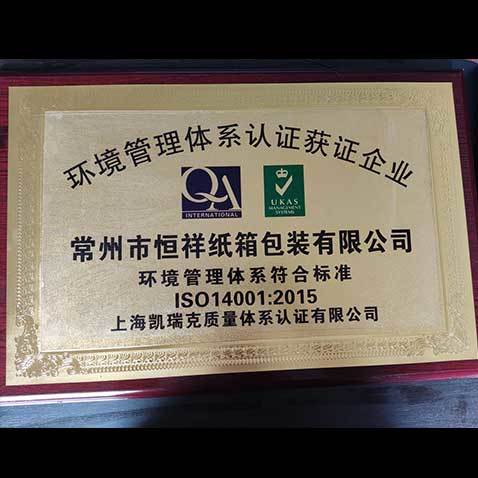 环境管理体系认证获证企业
QA
INTERNATIONAL
UKAS
MANAGEMENT
SYSTEMS
常州市恒祥纸箱包装有限公司
环境管理体系符合标准
ISO14001:2015
上海凯瑞克质量体系认证有限公司